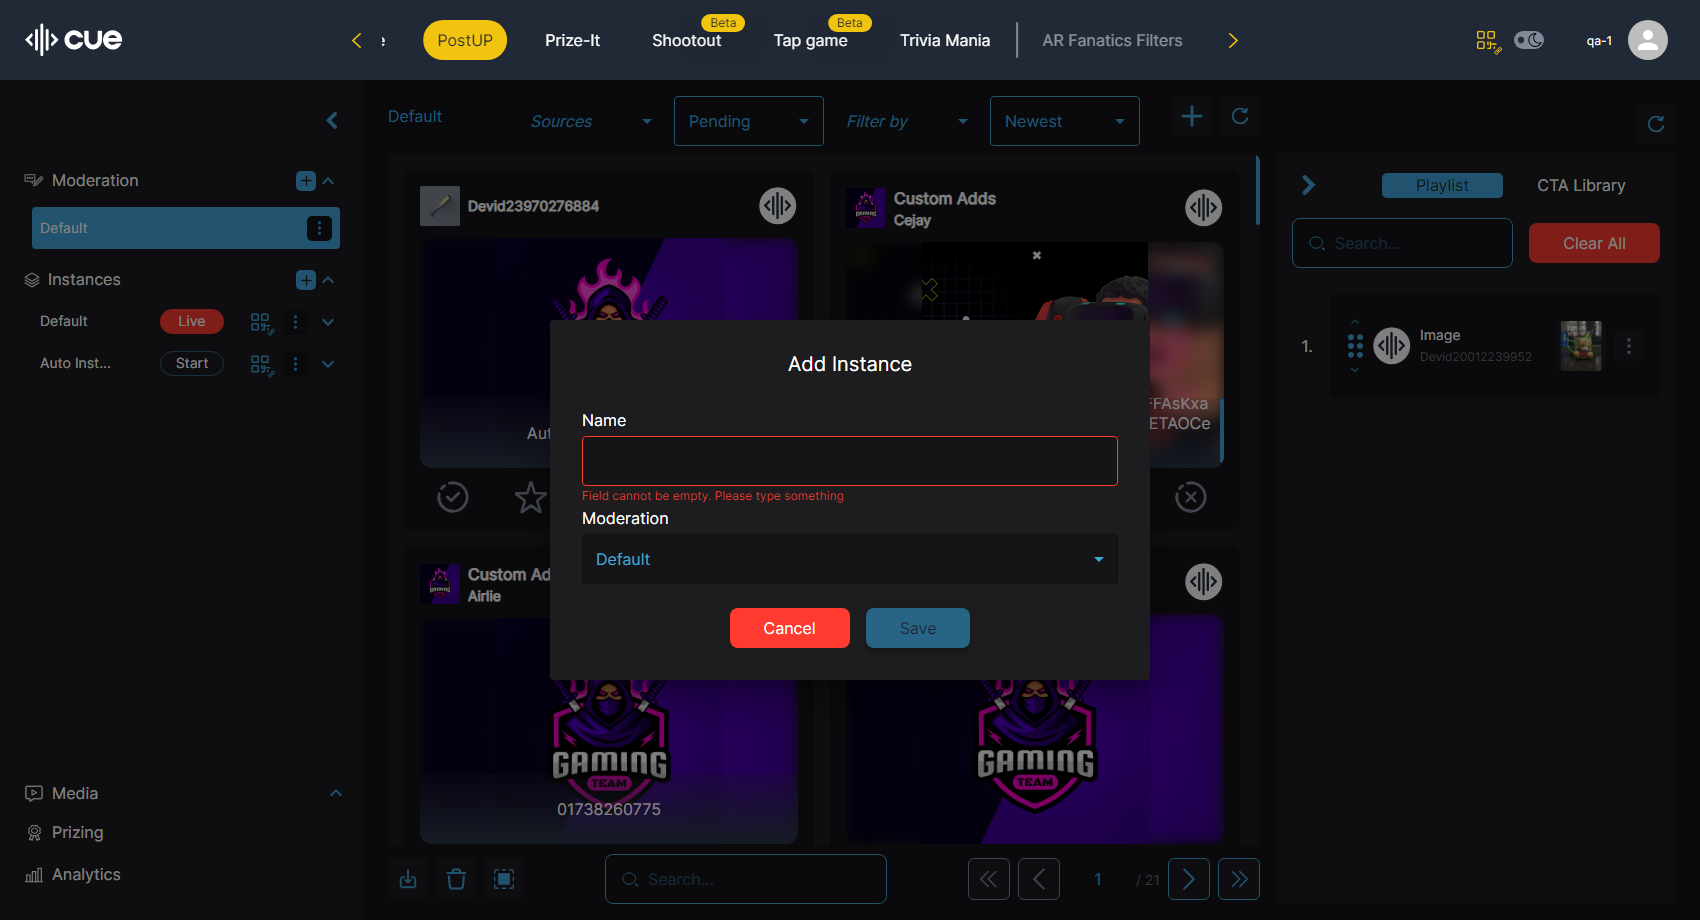 cue
PostUP
Prize-It
Shootout
Beta
Tap game
Beta
Trivia Mania
AR Fanatics Filters
qa-1
Moderation
Default
Instances
Default
Live
Auto Inst...
Start
Media
Prizing
Analytics
Default
Sources
Pending
Filter by
Newest
Devid23970276884
Aut
Custom Adds
Cejay
FFAsKxa
ETAOCe
Custom Ad
Airlie
GAMING
TEAM
01738260775
GAMING
TEAM
Add Instance
Name
Field cannot be empty. Please type something
Moderation
Default
Cancel
Save
Search...
1
/ 21
Playlist
CTA Library
Search...
Clear All
1.
Image
Devid20012239952